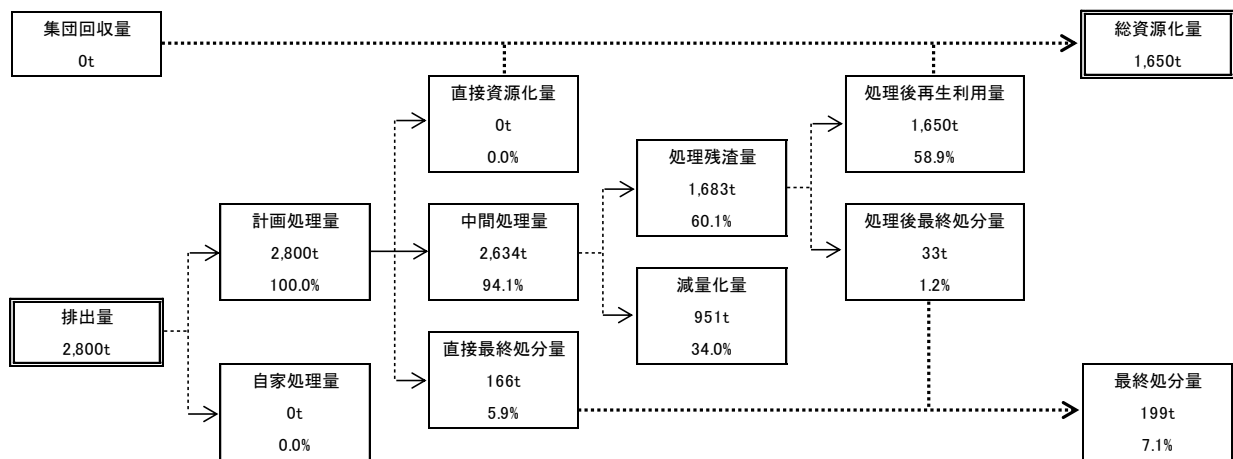 集団回収量
0t
総資源化量
1,650t
直接資源化量
0t
0.0%
処理後再生利用量
1,650t
58.9%
処理残渣量
1,683t
60.1%
計画処理量
2,800t
100.0%
中間処理量
2,634t
94.1%
処理後最終処分量
33t
1.2%
減量化量
951t
34.0%
排出量
2,800t
直接最終処分量
166t
5.9%
自家処理量
0t
0.0%
最終処分量
199t
7.1%